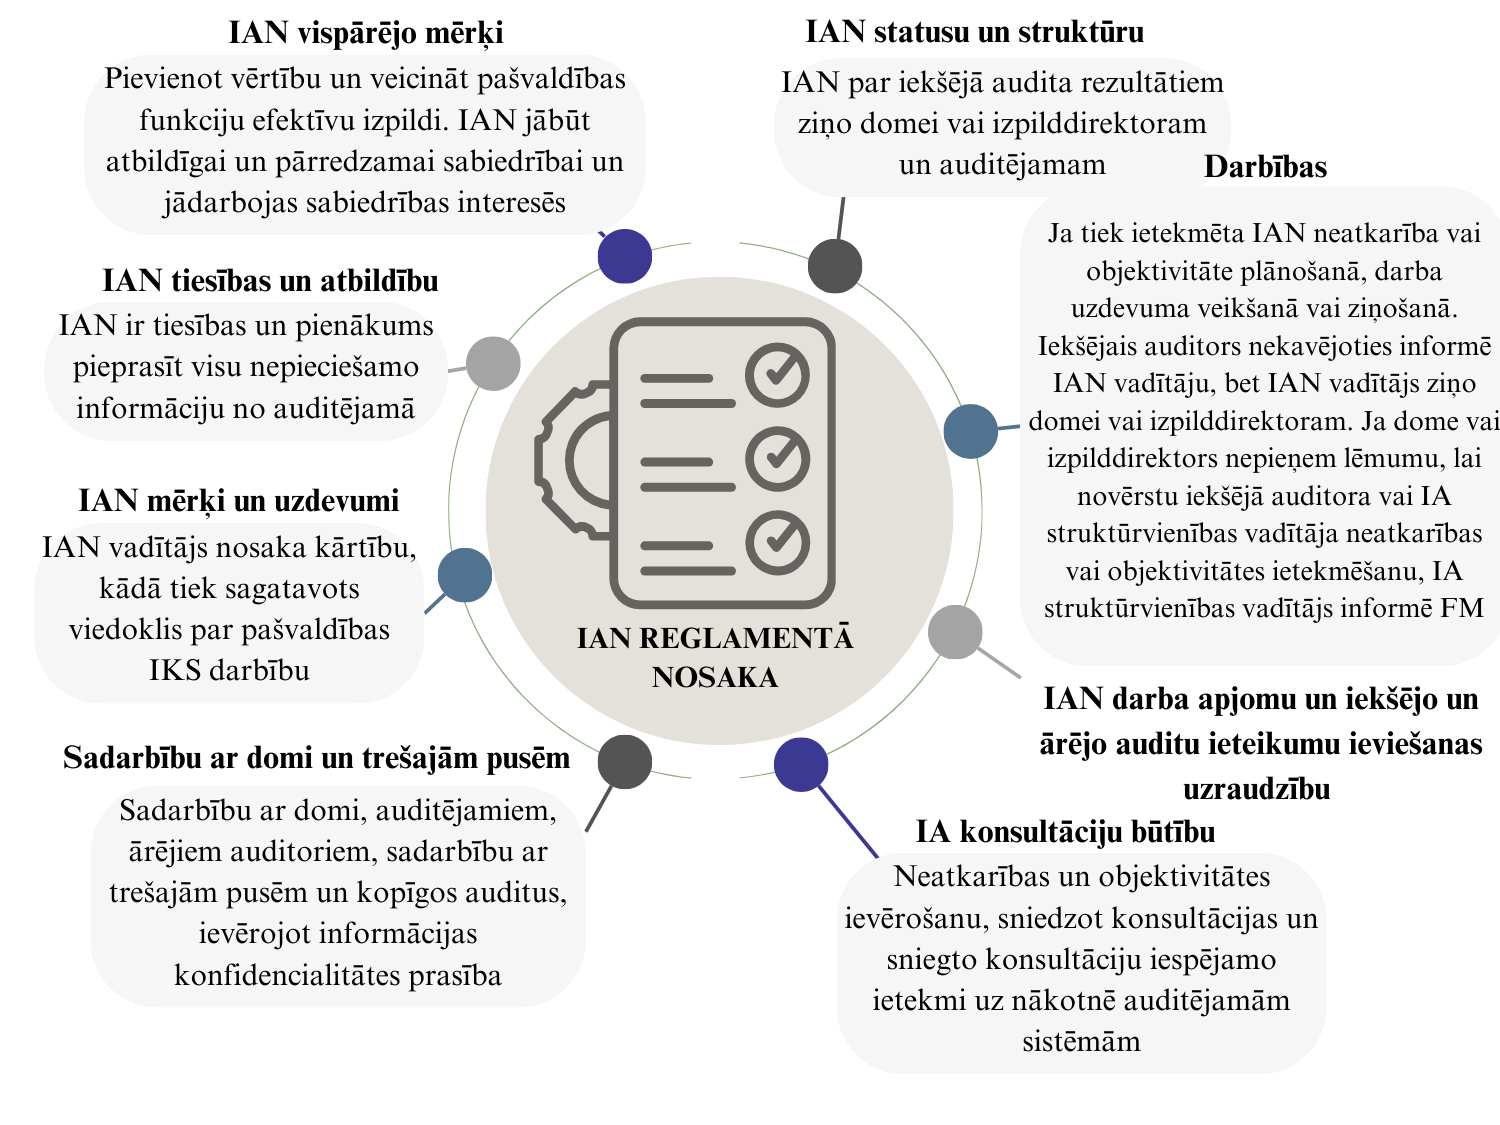 IAN vispārējo mērķi
Pievienot vērtību un veicināt pašvaldības
funkciju efektīvu izpildi. IAN jābūt
atbildīgai un pārredzamai sabiedrībai un
jādarbojas sabiedrības interesēs
IAN tiesības un atbildību
IAN ir tiesības un pienākums
pieprasīt visu nepieciešamo
informāciju no auditējamā
IAN mērķi un uzdevumi
IAN vadītājs nosaka kārtību,
kādā tiek sagatavots
viedoklis par pašvaldības
IKS darbību
Sadarbību ar domi un trešajām pusēm
Sadarbību ar domi, auditējamiem,
ārējiem auditoriem, sadarbību ar
trešajām pusēm un kopīgos auditus,
ievērojot informācijas
konfidencialitātes prasība
IAN REGLAMENTĀ
NOSAKA
IAN statusu un struktūru
IAN par iekšējā audita rezultātiem
ziņo domei vai izpilddirektoram
un auditējamam
Darbības
Ja tiek ietekmēta IAN neatkarība vai
objektivitāte plānošanā, darba
uzdevuma veikšanā vai ziņošanā.
Iekšējais auditors nekavējoties informē
IAN vadītāju, bet IAN vadītājs ziņo
domei vai izpilddirektoram. Ja dome vai
izpilddirektors nepieņem lēmumu, lai
novērstu iekšējā auditora vai IA
struktūrvienības vadītāja neatkarības
vai objektivitātes ietekmēšanu, IA
struktūrvienības vadītājs informē FM
IAN darba apjomu un iekšējo un
ārējo auditu ieteikumu ieviešanas
uzraudzību
IA konsultāciju būtību
Neatkarības un objektivitātes
ievērošanu, sniedzot konsultācijas un
sniegto konsultāciju iespējamo
ietekmi uz nākotnē auditējamām
sistēmām